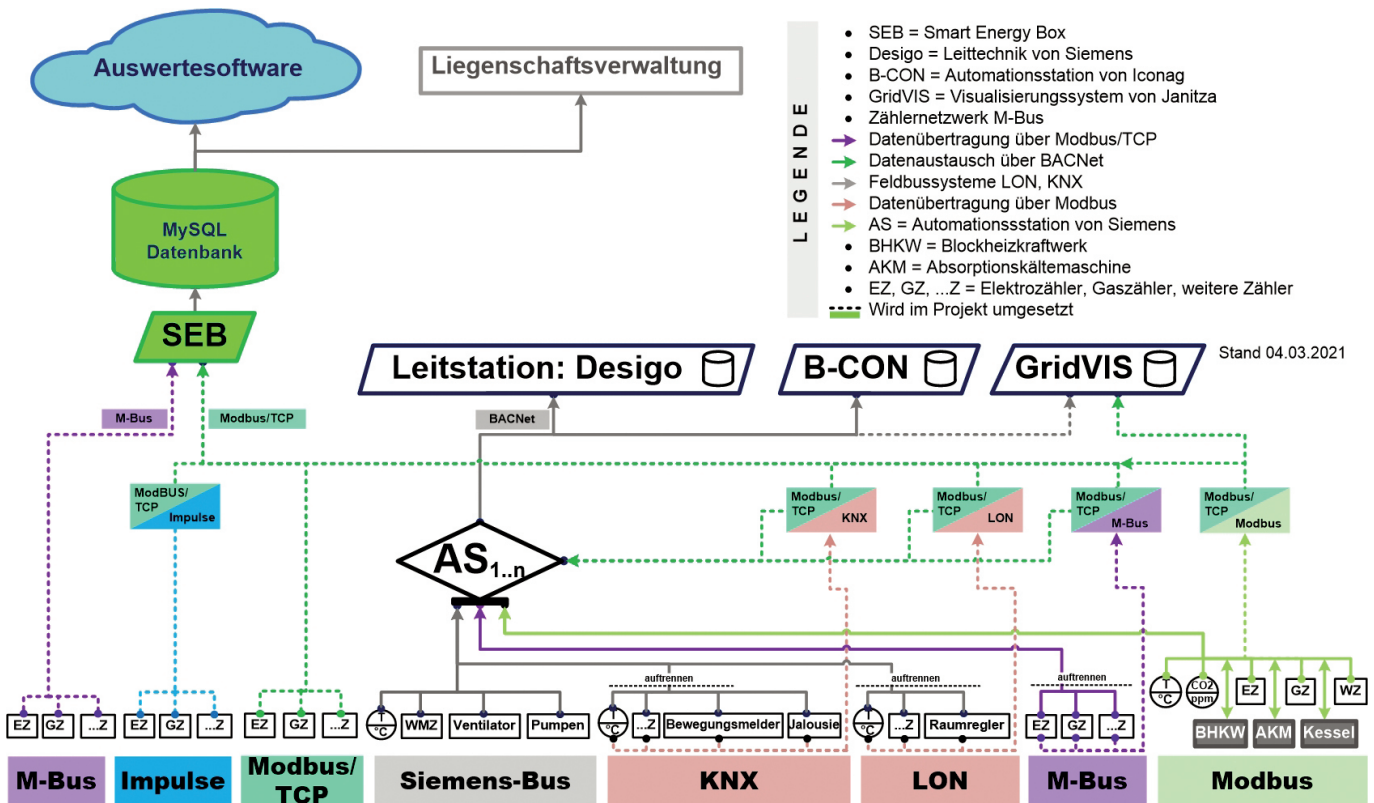 Auswertesoftware
Liegenschaftsverwaltung
MySQL
Datenbank
SEB
LEGENDE
SEB = Smart Energy Box
Desigo = Leittechnik von Siemens
B-CON = Automationsstation von Iconag
GridVIS = Visualisierungssystem von Janitza
Zählernetzwerk M-Bus
Datenübertragung über Modbus/TCP
Datenaustausch über BACNet
Feldbussysteme LON, KNX
Datenübertragung über Modbus
AS = Automationssstation von Siemens
BHKW = Blockheizkraftwerk
AKM = Absorptionskältemaschine
EZ, GZ, ...Z = Elektrozähler, Gaszähler, weitere Zähler
Wird im Projekt umgesetzt
Stand 04.03.2021
Leitstation: Desigo
B-CON
GridVIS
M-Bus
Modbus/TCP
BACNet
ModBUS/
TCP
Impulse
Modbus/
TCP
KNX
Modbus/
TCP
LON
Modbus/
TCP
M-Bus
Modbus/
TCP
Modbus
AS1..n
auftrennen
auftrennen
auftrennen
EZ
GZ
...Z
EZ
GZ
...Z
EZ
GZ
...Z
T
°C
WMZ
Ventilator
Pumpen
T
°C
...Z
Bewegungsmelder
Jalousie
T
°C
...Z
Raumregler
EZ
GZ
...Z
T
°C
CO2
ppm
EZ
GZ
WZ
BHKW
AKM
Kessel
M-Bus
Impulse
Modbus/
TCP
Siemens-Bus
KNX
LON
M-Bus
Modbus